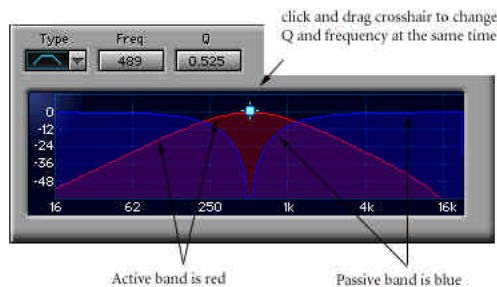 click and drag crosshair to change
Q and frequency at the same time
Type Freq Q
489 0.525
0
-12
-24
-36
-48
16 62 250 1k 4k 16k
Active band is red Passive band is blue